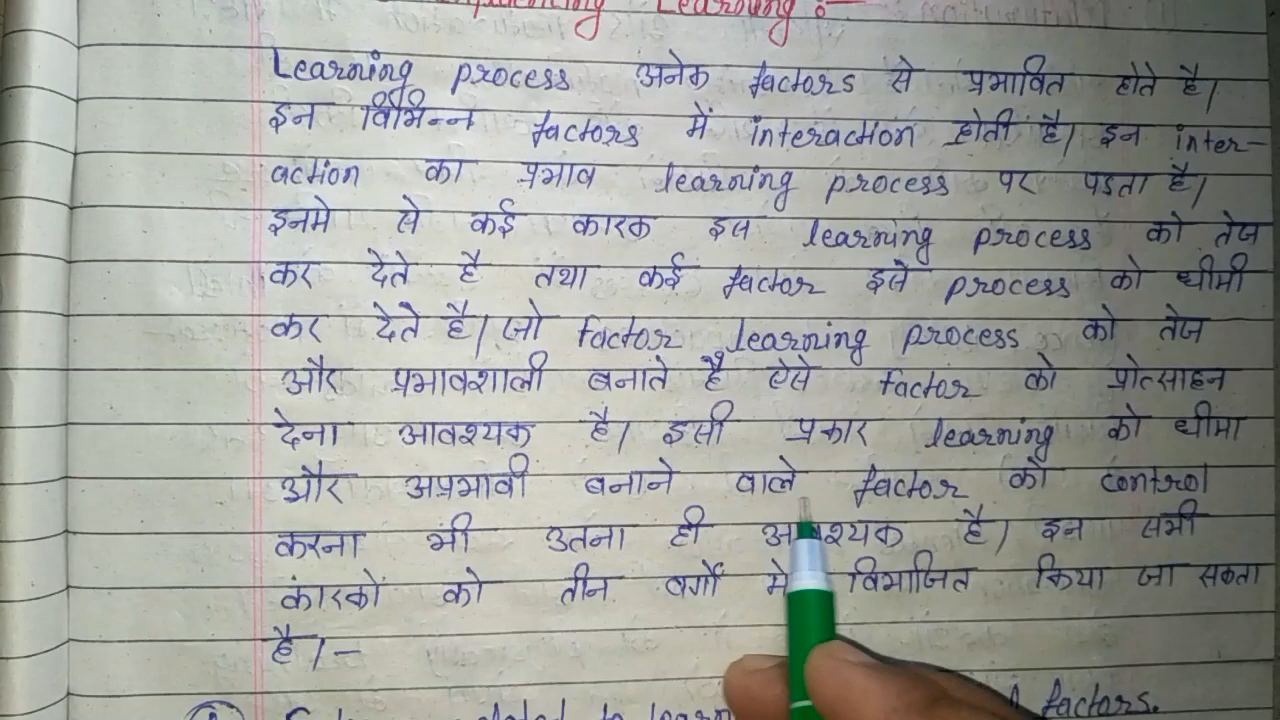 Learning :-
Learning process अनेक factors से प्रभावित होते है।
इन विभिन्न factors में interaction होती है। इन inter-
action का प्रभाव learning process पर पडता है।
इनमे से कई कारक इस learning process को तेज
कर देते है तथा कई factor इसे process को धीमी
कर देते है। जो factor learning process को तेज
और प्रभावशाली बनाते है ऐसे factor को प्रोत्साहन
देना आवश्यक है। इसी प्रकार learning को धीमा
और अप्रभावी बनाने वाले factor को control
करना भी उतना ही आवश्यक है। इन सभी
कारकों को तीन वर्गों मे विभाजित किया जा सकता
है।-
to factors.